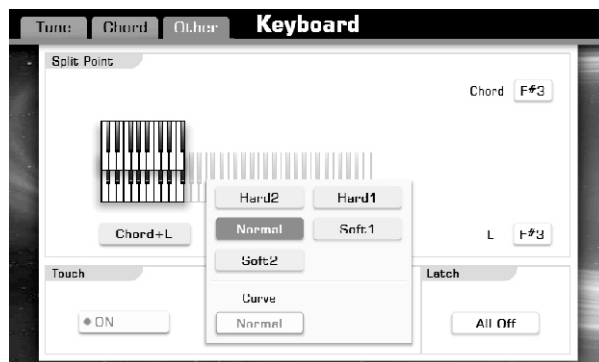 Tune Chord Other Keyboard
Split Point
Chord F#3
Hard2 Hard1
Chord+L Normal Soft1 L F#3
Soft2
Touch Latch
Curve
ON Normal All Off